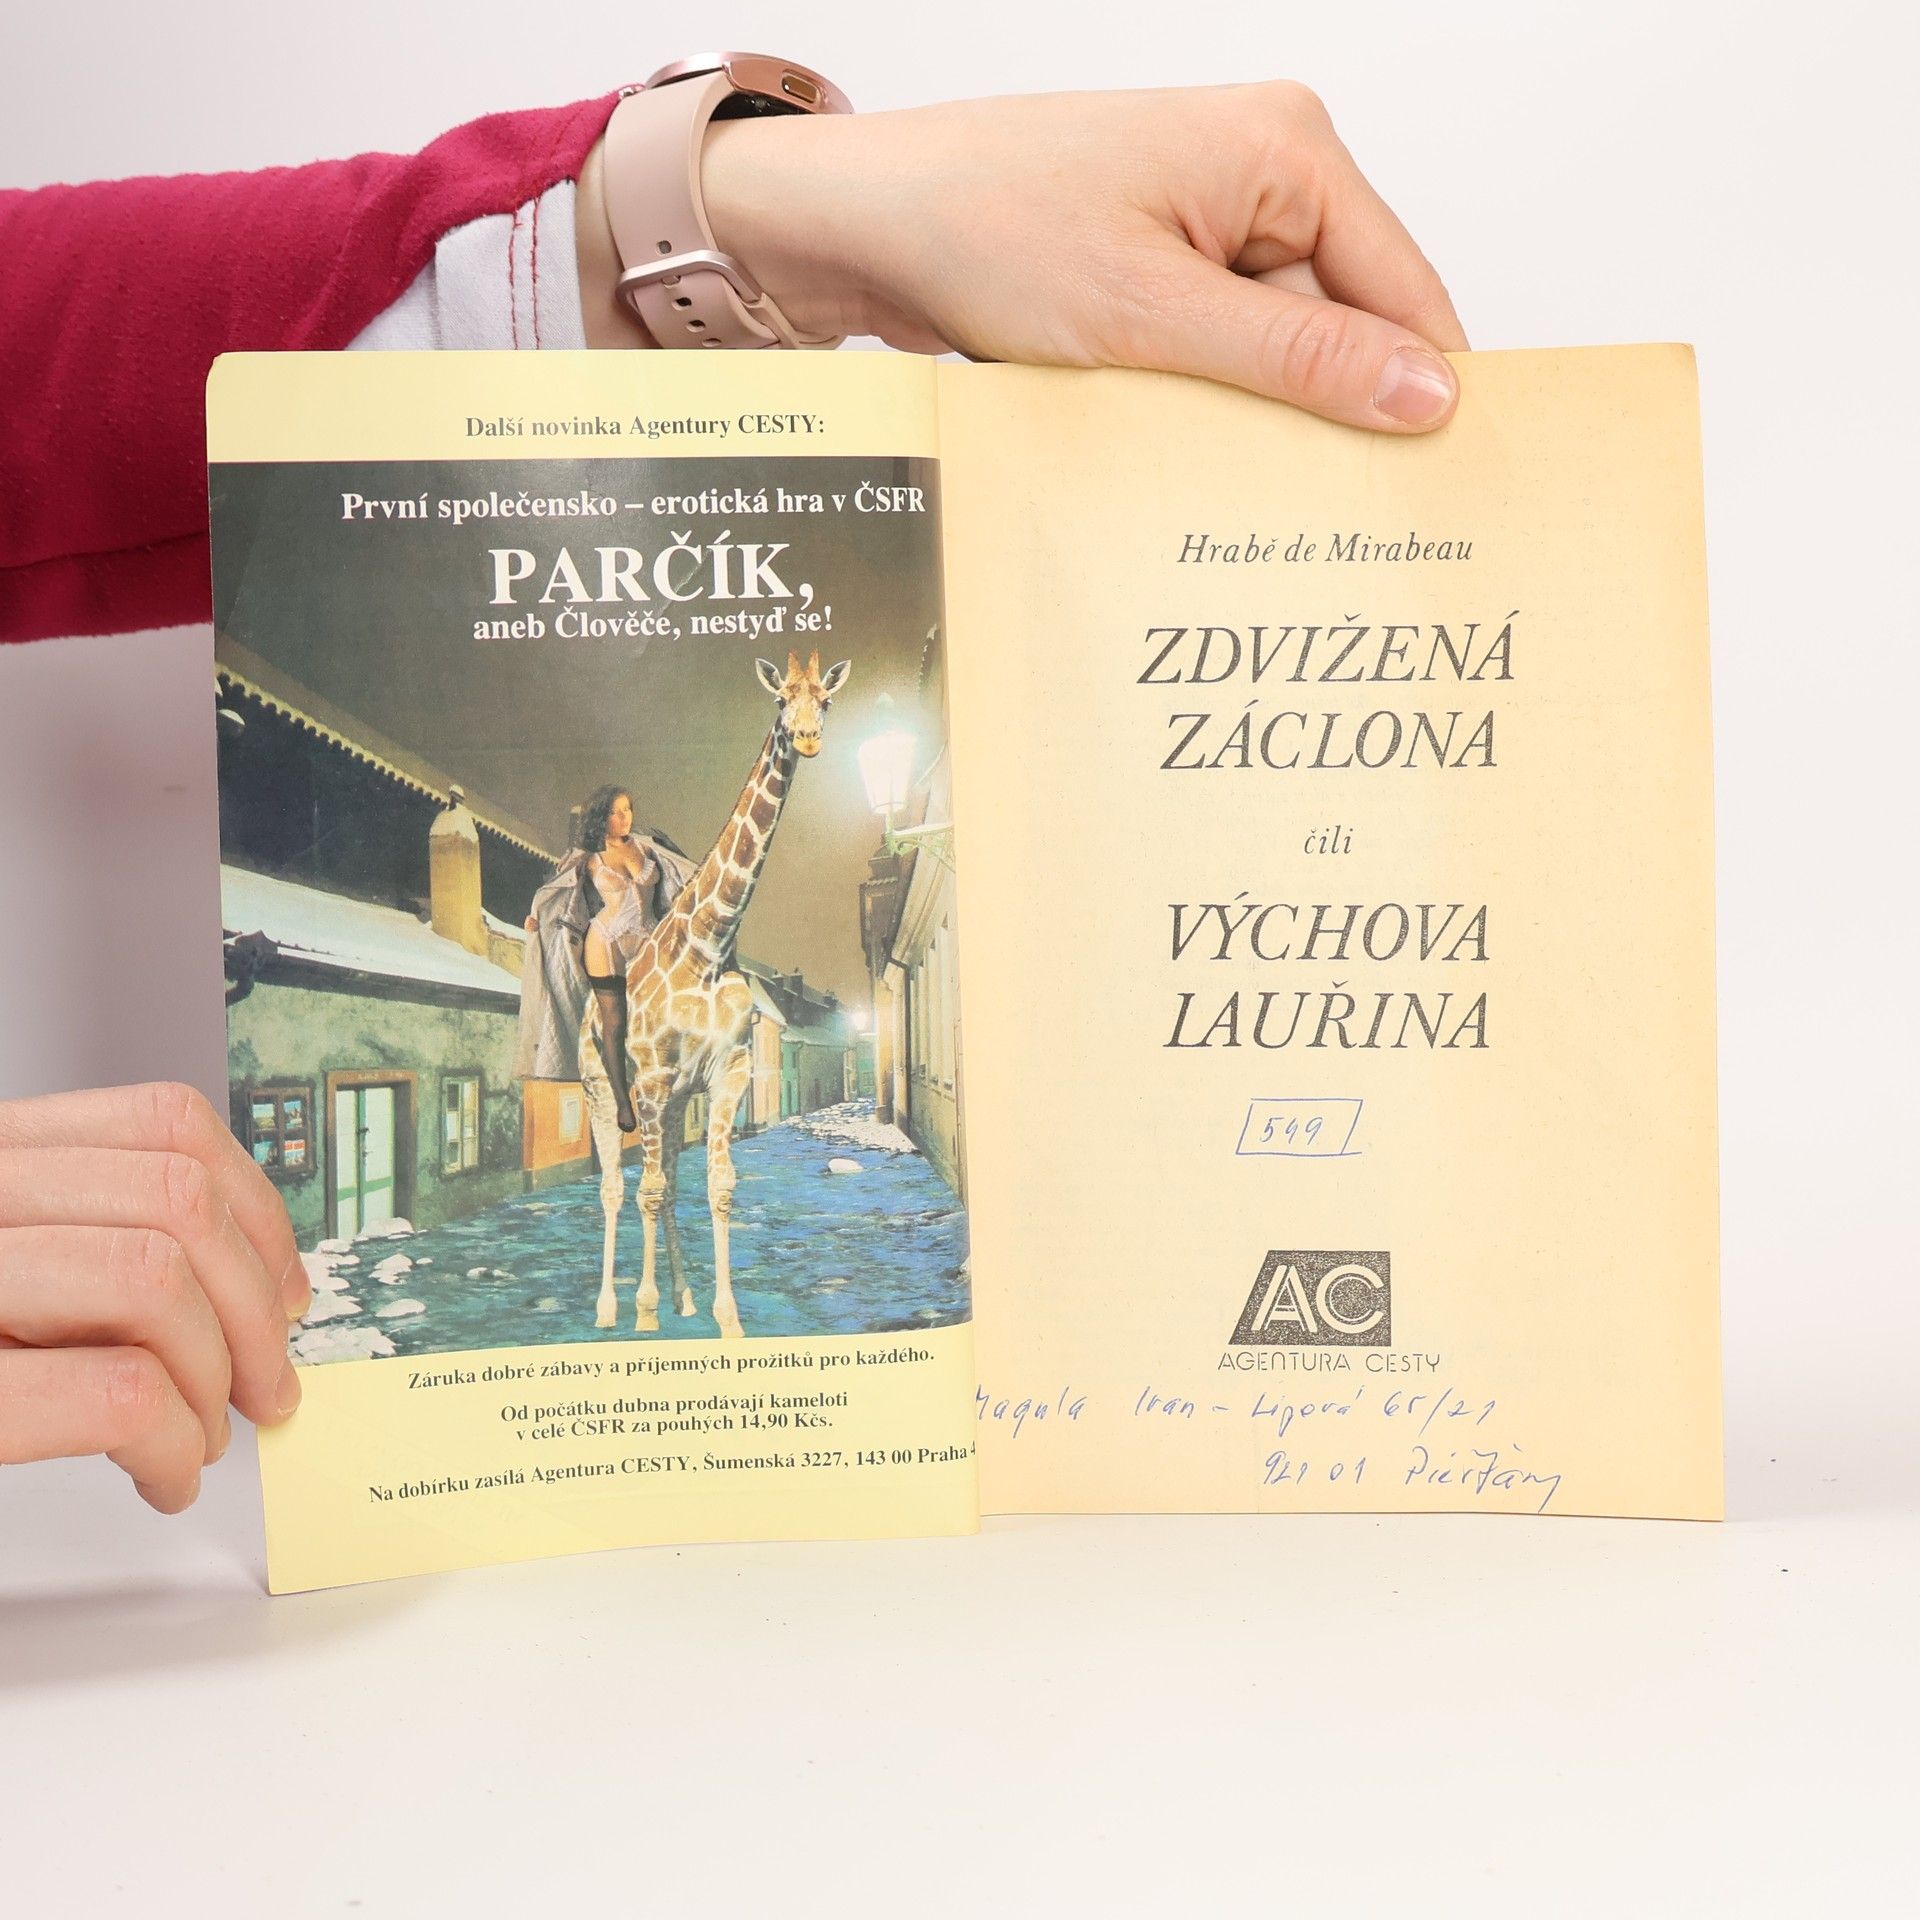 Další novinka Agentury CESTY:
První společensko – erotická hra v ČSFR
PARČÍK,
aneb Člověče, nestyď se!
Záruka dobré zábavy a příjemných prožitků pro každého.
Od počátku dubna prodávají kameloti
v celé ČSFR za pouhých 14,90 Kčs.
Na dobírku zasílá Agentura CESTY, Šumenská 3227, 143 00 Praha 4
Hrabě de Mirabeau
ZDVIŽENÁ
ZÁCLONA
čili
VÝCHOVA
LAUŘINA
549
AC
AGENTURA CESTY
Magula Ivan - Lipová 65/21
921 01 Piešťany